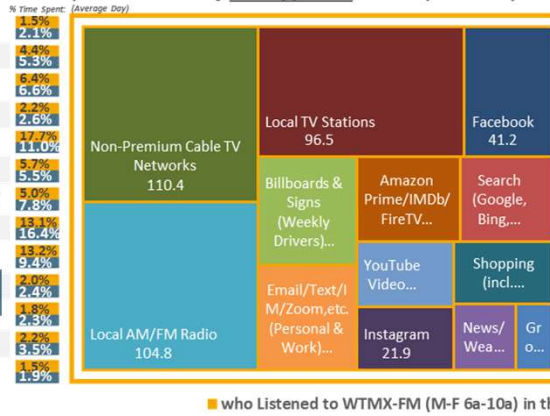 % Time Spent: (Average Day)
1.5%
2.1%
4.4%
5.3%
6.4%
6.6%
2.2%
2.6%
17.7%
11.0%
5.7%
5.5%
5.0%
7.8%
13.1%
16.4%
13.2%
9.4%
2.0%
2.4%
1.8%
2.3%
2.2%
3.5%
1.5%
1.9%
Non-Premium Cable TV
Networks
110.4
Local TV Stations
96.5
Facebook
41.2
Billboards &
Signs
(Weekly
Drivers)...
Amazon
Prime/IMDb/
FireTV...
Search
(Google,
Bing,...
Local AM/FM Radio
104.8
Email/Text/I
M/Zoom,etc.
(Personal &
Work)...
YouTube
Video...
Shopping
(incl....
Instagram
21.9
News/
Wea...
Gr
o...
who Listened to WTMX-FM (M-F 6a-10a) in th